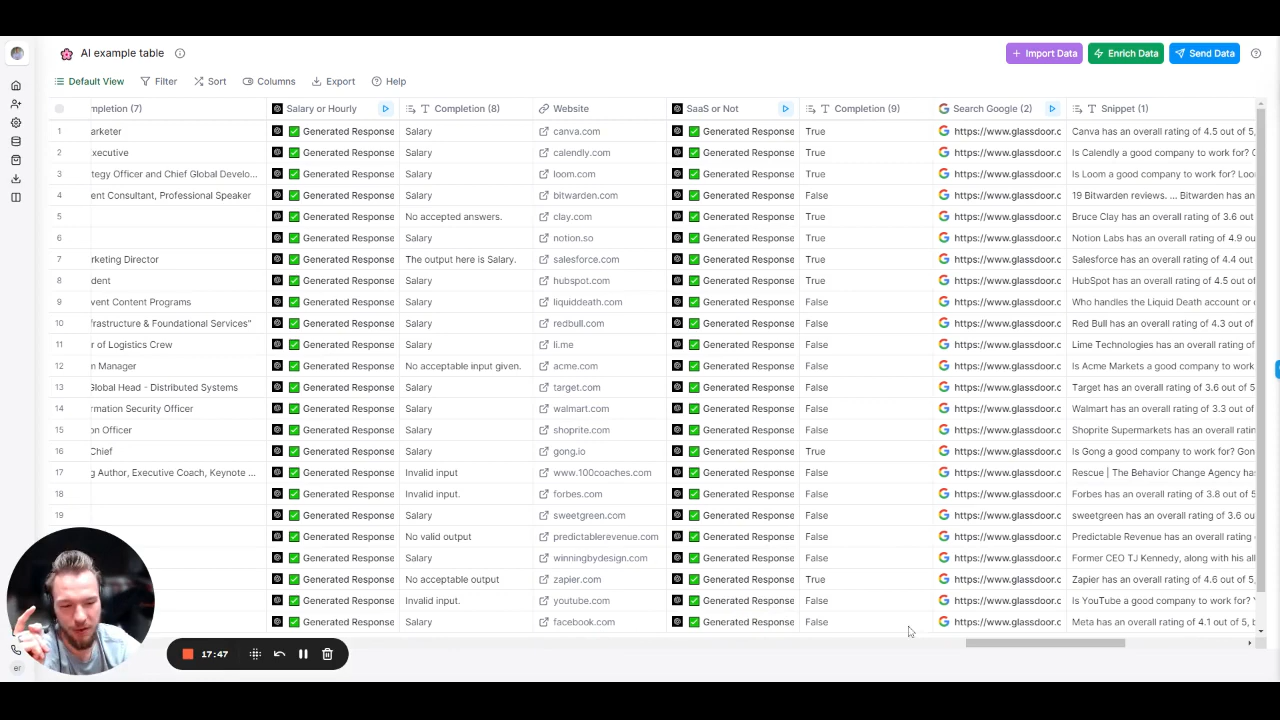 AI example table
Import Data Enrich Data Send Data
Default View Filter Sort Columns Export Help
mpletion (7) Salary or Hourly Completion (8) Website SaaS or Not Completion (9) Search Google (2) Snippet (1)
1 arketer Generated Response Salary canva.com Generated Response True https://www.glassdoor.c Canva has an overall rating of 4.5 out of 5,
2 xecutive Generated Response Salary calendly.com Generated Response True https://www.glassdoor.c Is Calendly a good company to work for? C
3 tegy Officer and Chief Global Develo... Generated Response Salary loom.com Generated Response True https://www.glassdoor.c Is Loom a good company to work for? Loo
4 ent Consultant, Professional Speaker Generated Response Salary bitwarden.com Generated Response False https://www.glassdoor.c 19 Bitwarden reviews. ... Bitwarden has an
5 Generated Response No accepted answers. clay.com Generated Response True https://www.glassdoor.c Bruce Clay has an overall rating of 3.6 out
6 Generated Response Salary notion.so Generated Response True https://www.glassdoor.c Notion Labs has an overall rating of 4.9 ou
7 rketing Director Generated Response The output here is Salary. salesforce.com Generated Response True https://www.glassdoor.c Salesforce has an overall rating of 4.4 out
8 dent Generated Response Salary hubspot.com Generated Response True https://www.glassdoor.c HubSpot has an overall rating of 4.5 out of
9 vent Content Programs Generated Response Salary liquiddeath.com Generated Response False https://www.glassdoor.c Who handles the Liquid Death account or
10 frastructure & Foundational Services" Generated Response Salary redbull.com Generated Response False https://www.glassdoor.c Red Bull has an overall rating of 4.3 out of
11 r of Logistics Crew Generated Response Salary li.me Generated Response False https://www.glassdoor.c Lime Technologies has an overall rating of
12 n Manager Generated Response No acceptable input given. acme.com Generated Response False https://www.glassdoor.c Is Acme Markets a good company to work
13 Global Head - Distributed Systems Generated Response Salary target.com Generated Response False https://www.glassdoor.c Target has an overall rating of 3.6 out of 5
14 rmation Security Officer Generated Response Salary walmart.com Generated Response False https://www.glassdoor.c Walmart has an overall rating of 3.3 out of
15 on Officer Generated Response Salary shoprite.com Generated Response False https://www.glassdoor.c Shoprite Supermarkets has an overall ratin
16 Chief Generated Response Salary gong.io Generated Response True https://www.glassdoor.c Is Gong a good company to work for? Gon
17 g Author, Executive Coach, Keynote ... Generated Response Invalid input www.100coaches.com Generated Response False https://www.glassdoor.c Rescue | The Behavior Change Agency ha
18 Generated Response Invalid input. forbes.com Generated Response False https://www.glassdoor.c Forbes has an overall rating of 3.8 out of 5
19 Generated Response Salary sweetgreen.com Generated Response False https://www.glassdoor.c sweetgreen has an overall rating of 3.6 ou
Generated Response No valid output predictablerevenue.com Generated Response False https://www.glassdoor.c Predictable Revenue has an overall rating
Generated Response Salary winningbydesign.com Generated Response False https://www.glassdoor.c Former CEO TJ Kennedy, along with his all
Generated Response No acceptable output zapier.com Generated Response True https://www.glassdoor.c Zapier has an overall rating of 4.6 out of 5,
Generated Response Invalid input. youtube.com Generated Response False https://www.glassdoor.c Is YouTube a good company to work for?
Generated Response Salary facebook.com Generated Response False https://www.glassdoor.c Meta has an overall rating of 4.1 out of 5,
17:47
er